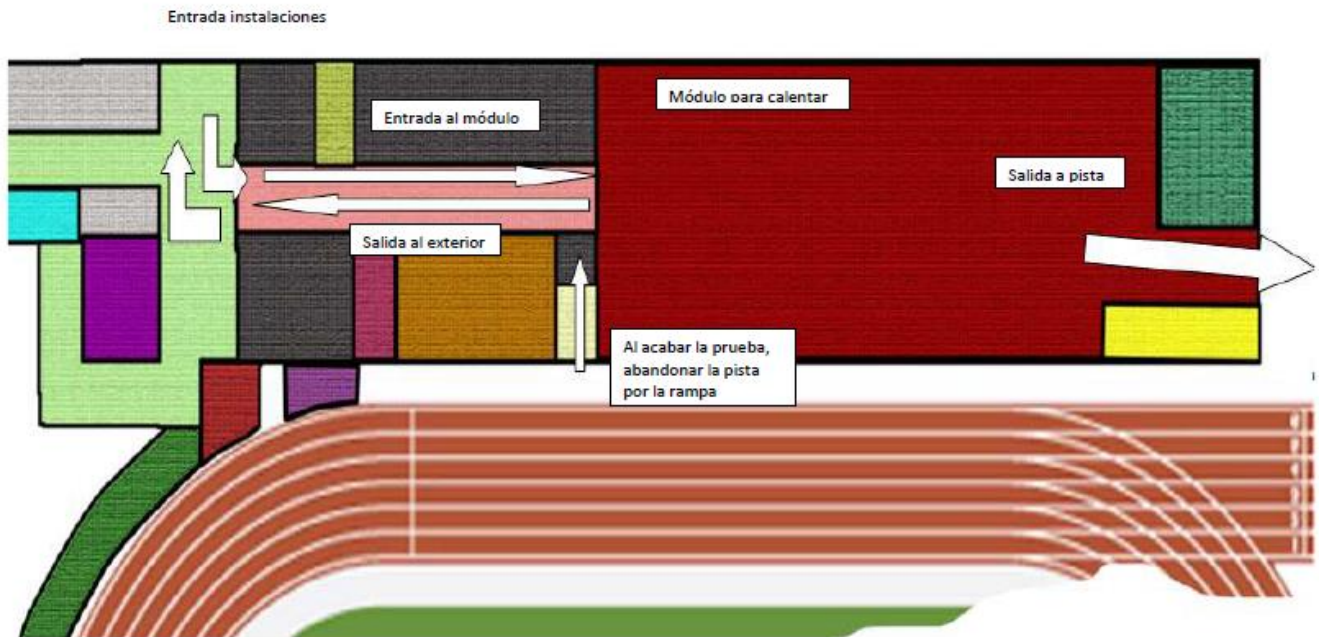 Entrada instalaciones
Módulo para calentar
Entrada al módulo
Salida a pista
Salida al exterior
Al acabar la prueba,
abandonar la pista
por la rampa